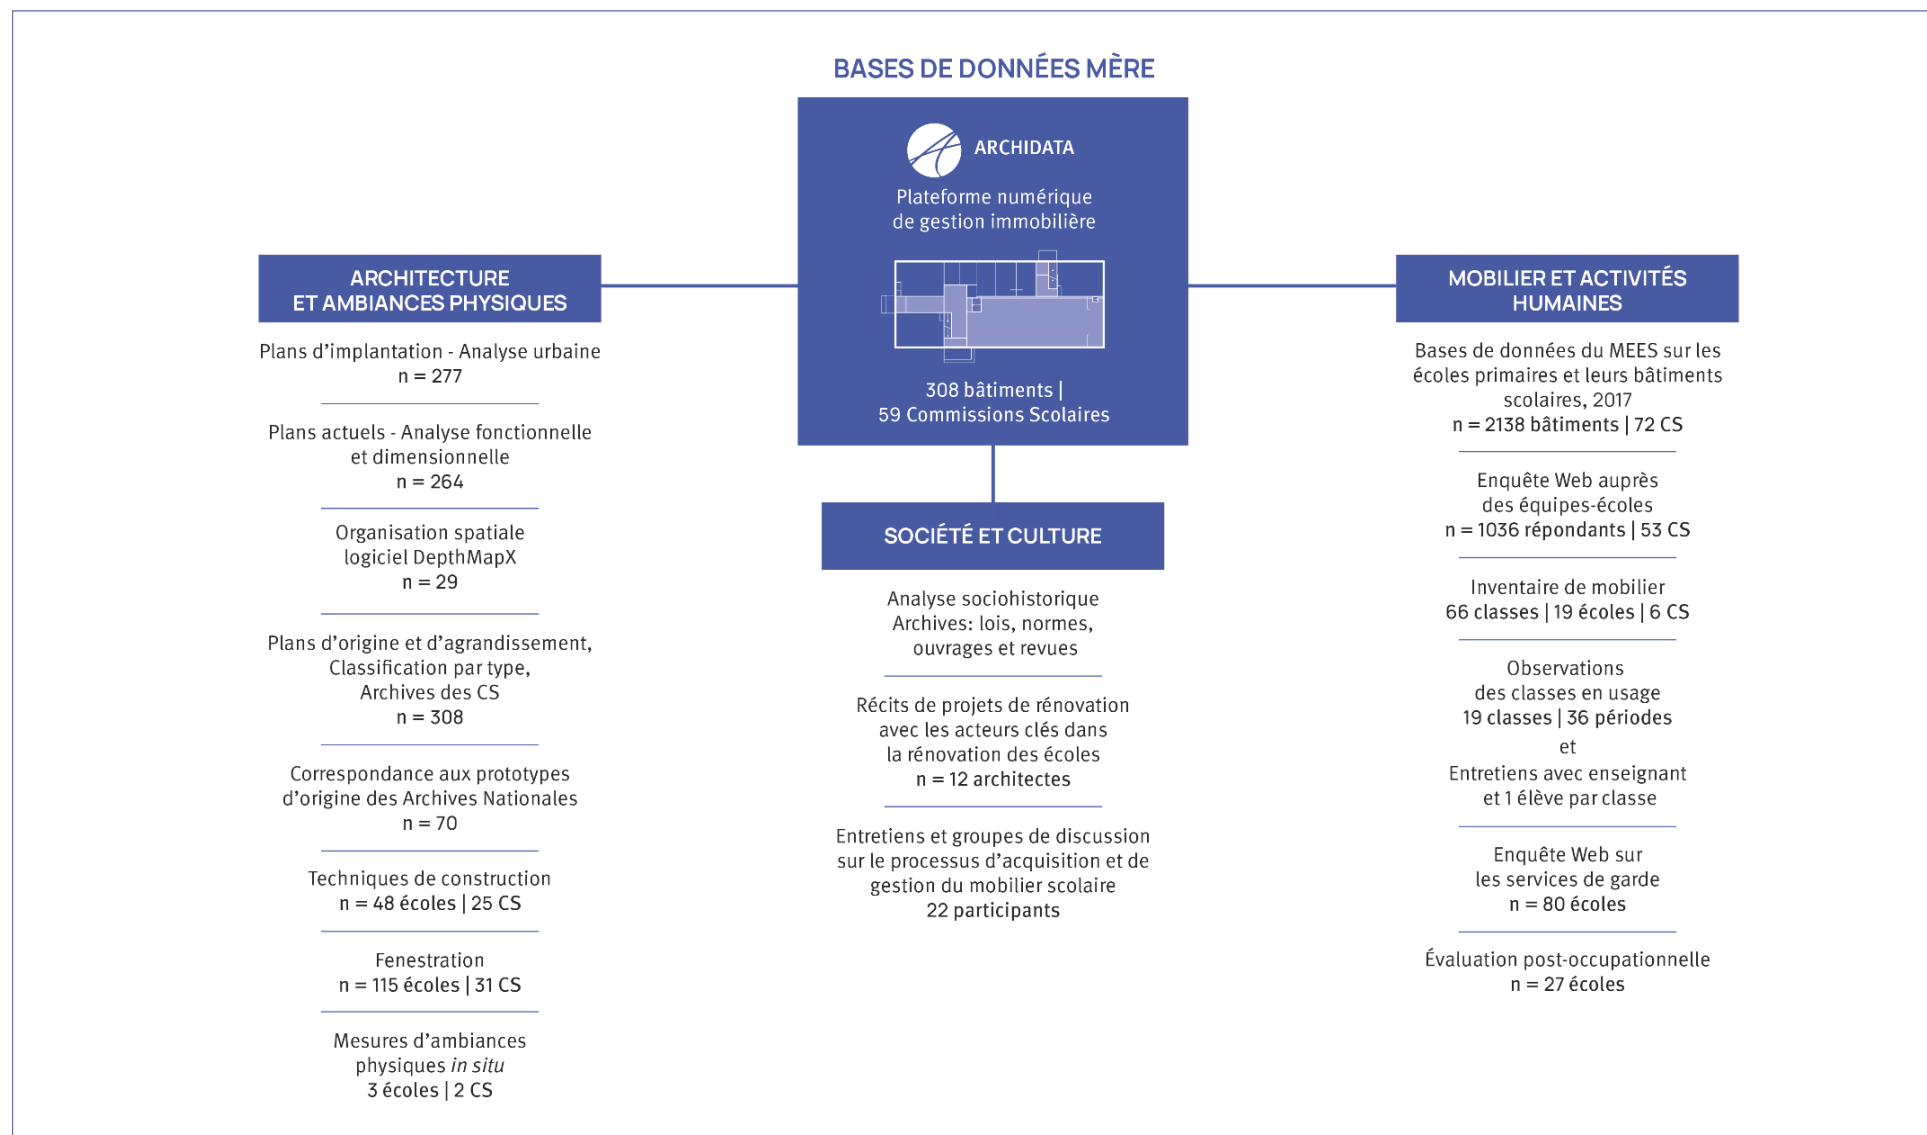 BASES DE DONNÉES MÈRE
ARCHIDATA
Plateforme numérique
de gestion immobilière
308 bâtiments |
59 Commissions Scolaires
ARCHITECTURE
ET AMBIANCES PHYSIQUES
Plans d’implantation - Analyse urbaine
n = 277
Plans actuels - Analyse fonctionnelle
et dimensionnelle
n = 264
Organisation spatiale
logiciel DepthMapX
n = 29
Plans d’origine et d’agrandissement,
Classification par type,
Archives des CS
n = 308
Correspondance aux prototypes
d’origine des Archives Nationales
n = 70
Techniques de construction
n = 48 écoles | 25 CS
Fenestration
n = 115 écoles | 31 CS
Mesures d’ambiances
physiques in situ
3 écoles | 2 CS
SOCIÉTÉ ET CULTURE
Analyse sociohistorique
Archives: lois, normes,
ouvrages et revues
Récits de projets de rénovation
avec les acteurs clés dans
la rénovation des écoles
n = 12 architectes
Entretiens et groupes de discussion
sur le processus d’acquisition et de
gestion du mobilier scolaire
22 participants
MOBILIER ET ACTIVITÉS
HUMAINES
Bases de données du MEES sur les
écoles primaires et leurs bâtiments
scolaires, 2017
n = 2138 bâtiments | 72 CS
Enquête Web auprès
des équipes-écoles
n = 1036 répondants | 53 CS
Inventaire de mobilier
66 classes | 19 écoles | 6 CS
Observations
des classes en usage
19 classes | 36 périodes
et
Entretiens avec enseignant
et 1 élève par classe
Enquête Web sur
les services de garde
n = 80 écoles
Évaluation post-occupationnelle
n = 27 écoles